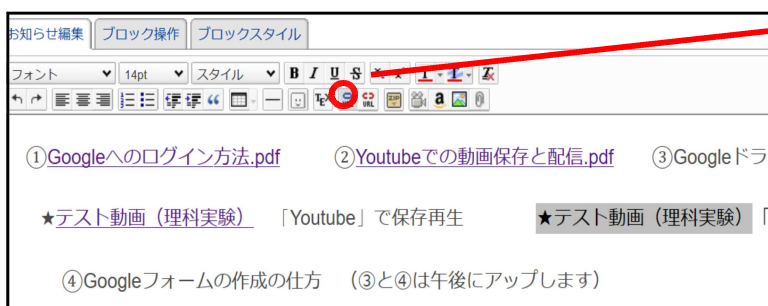 お知らせ編集 ブロック操作 ブロックスタイル
フォント 14pt スタイル B I U S
URL ZIP a
①Googleへのログイン方法.pdf ②Youtubeでの動画保存と配信.pdf ③Googleドラ
★テスト動画（理科実験） 「Youtube」で保存再生 ★テスト動画（理科実験） 「
④Googleフォームの作成の仕方 （③と④は午後にアップします）